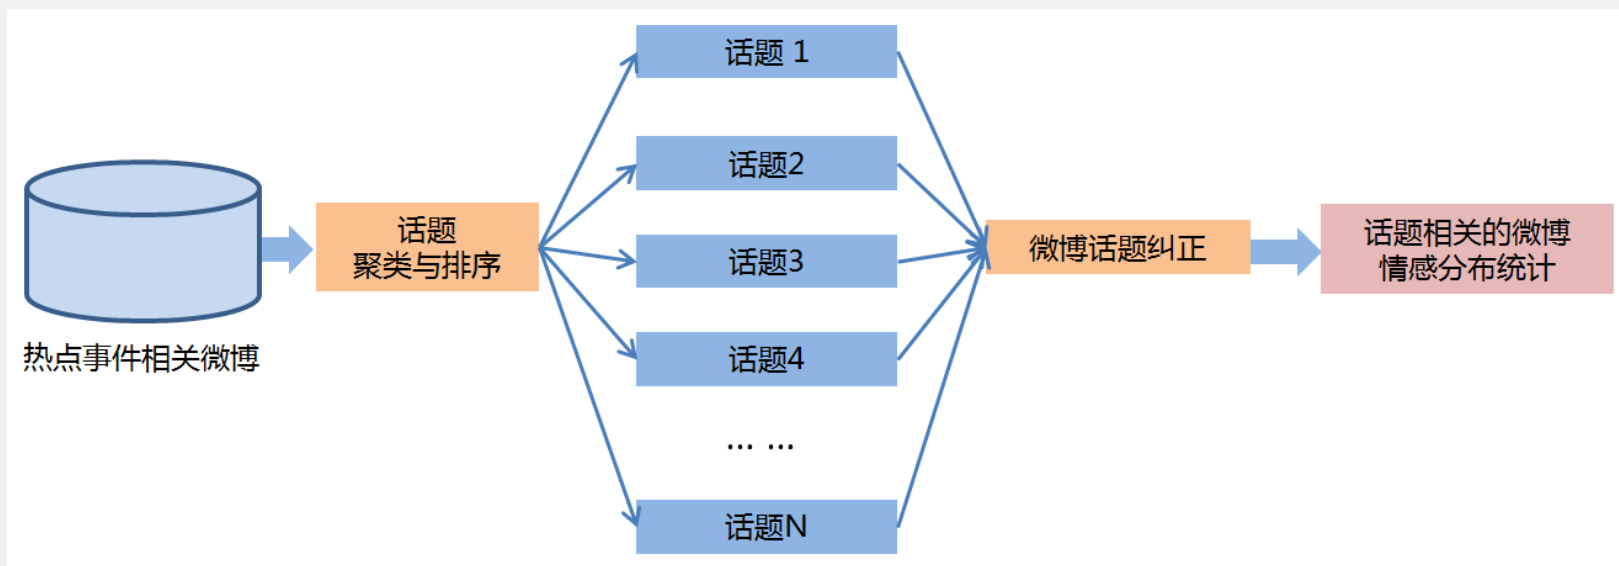 热点事件相关微博
话题
聚类与排序
话题 1
话题2
话题3
话题4
... ...
话题N
微博话题纠正
话题相关的微博
情感分布统计